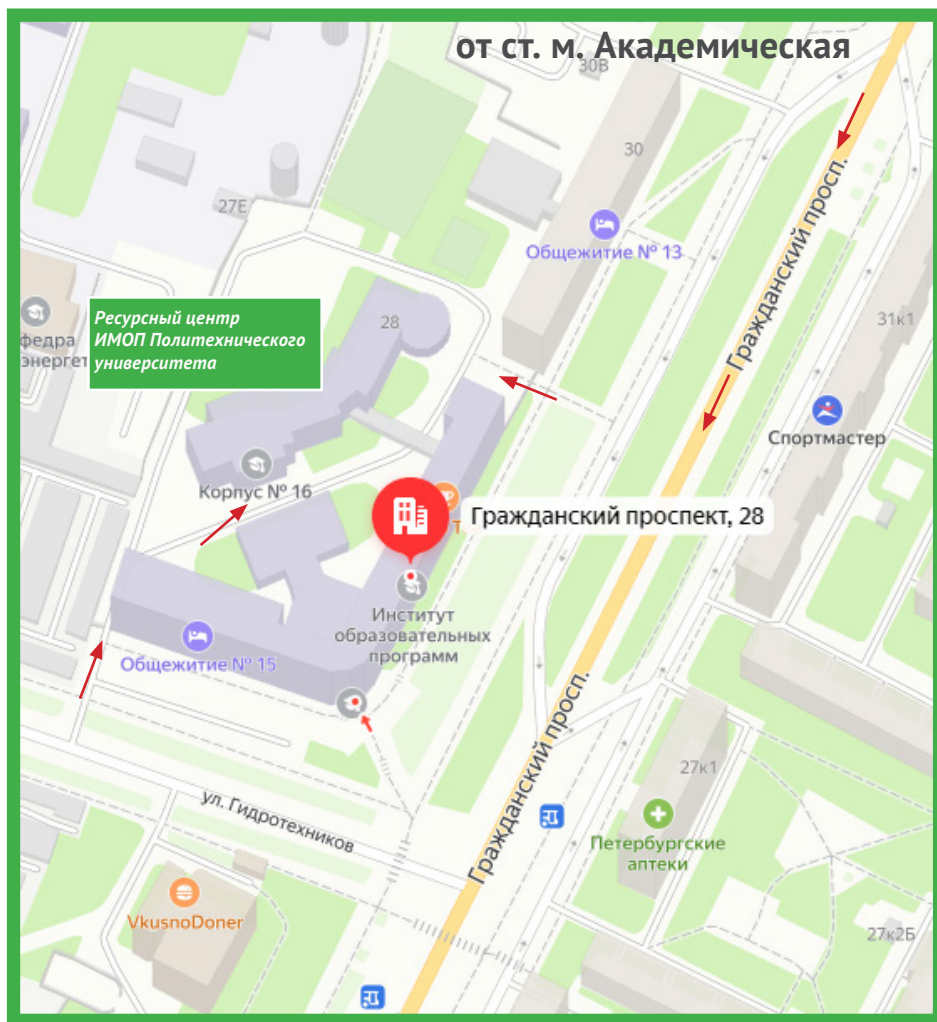 от ст. м. Академическая
30В
30
27Е
Гражданский просп.
Общежитие № 13
31к1
Ресурсный центр
ИМОП Политехнического
университета
28
федра
энергет
Гражданский просп.
Спортмастер
Корпус № 16
Гражданский проспект, 28
Т
Институт
образовательных
программ
Общежитие № 15
Гражданский просп.
27к1
ул. Гидротехников
Петербургские
аптеки
VkusnoDoner
27к2Б